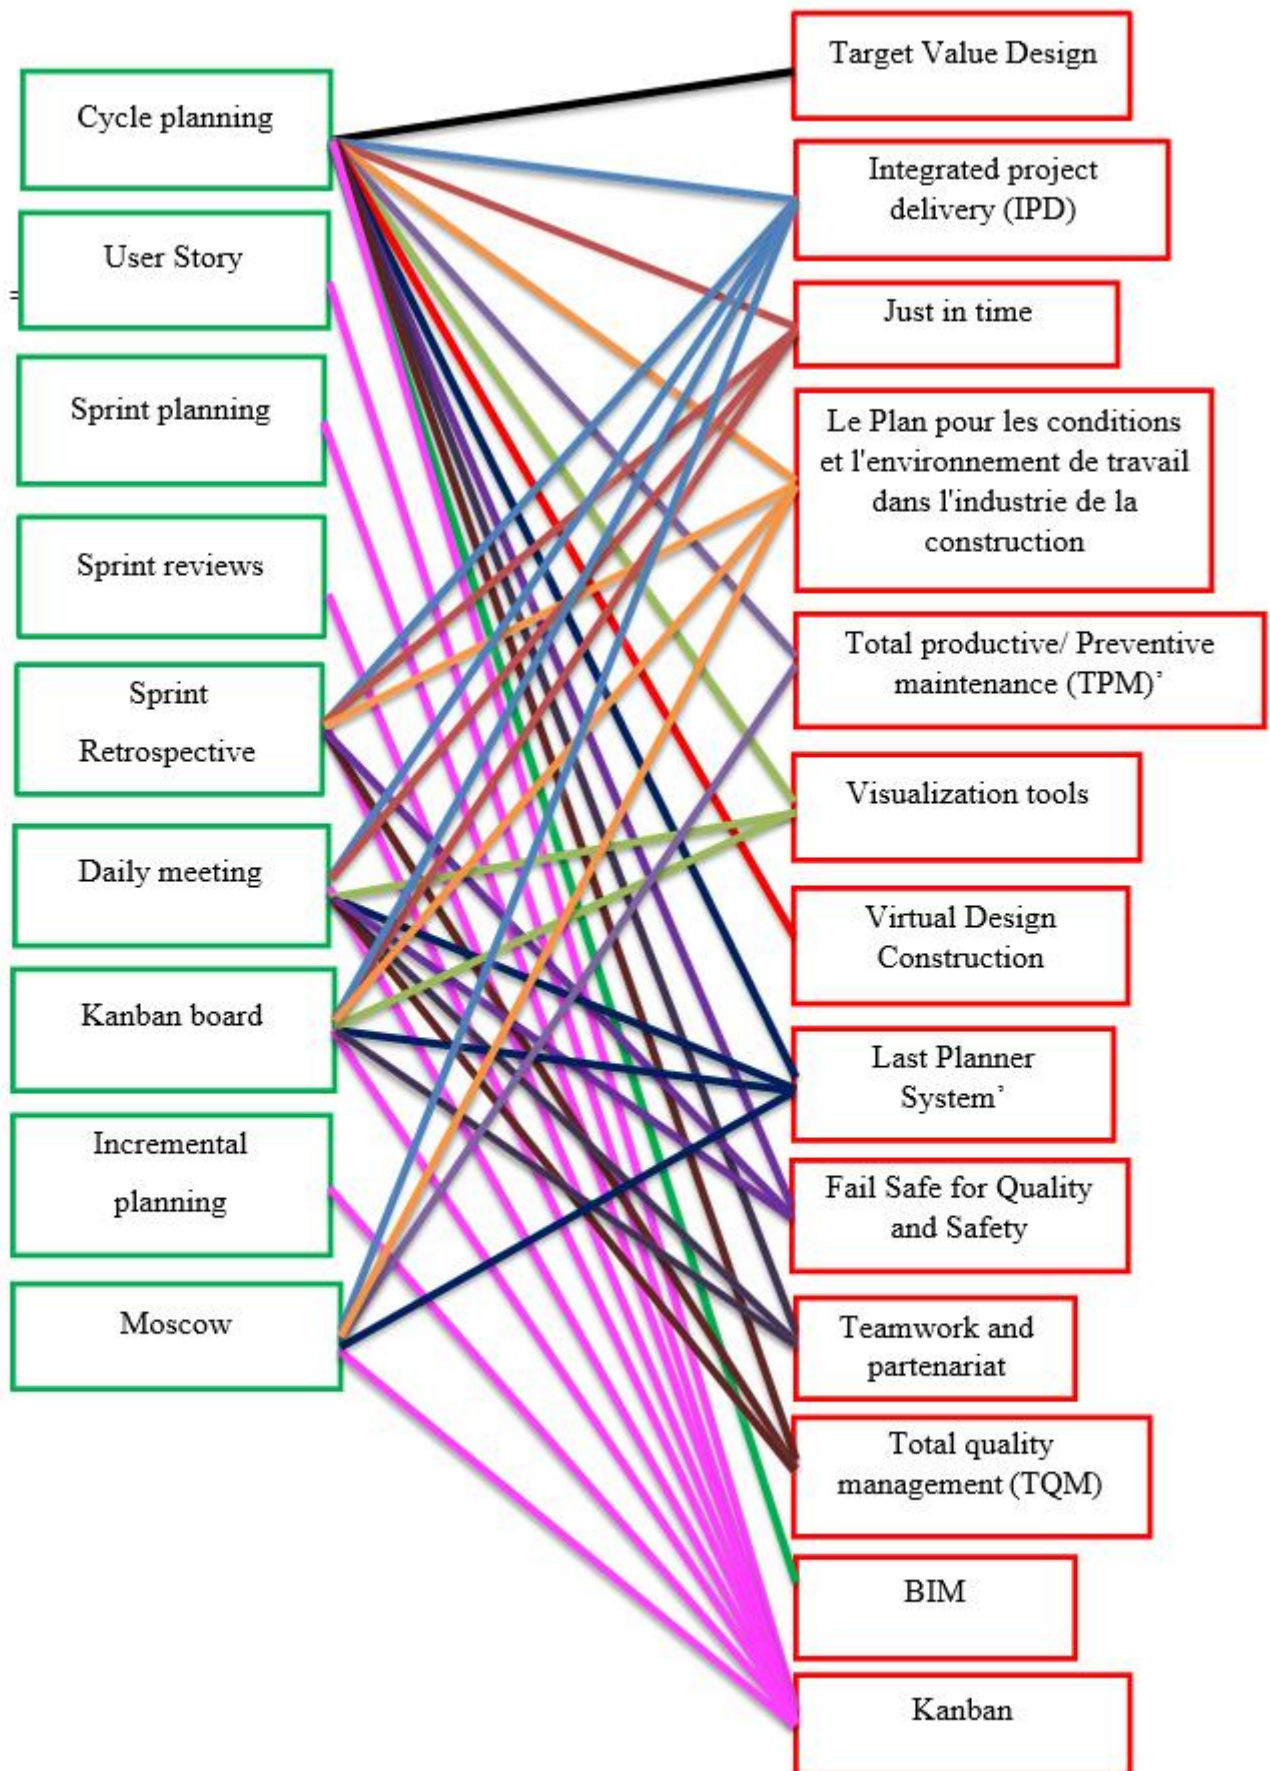 Cycle planning
User Story
=
Sprint planning
Sprint reviews
Sprint
Retrospective
Daily meeting
Kanban board
Incremental
planning
Moscow
Target Value Design
Integrated project
delivery (IPD)
Just in time
Le Plan pour les conditions
et l'environnement de travail
dans l'industrie de la
construction
Total productive/ Preventive
maintenance (TPM)’
Visualization tools
Virtual Design
Construction
Last Planner
System’
Fail Safe for Quality
and Safety
Teamwork and
partenariat
Total quality
management (TQM)
BIM
Kanban